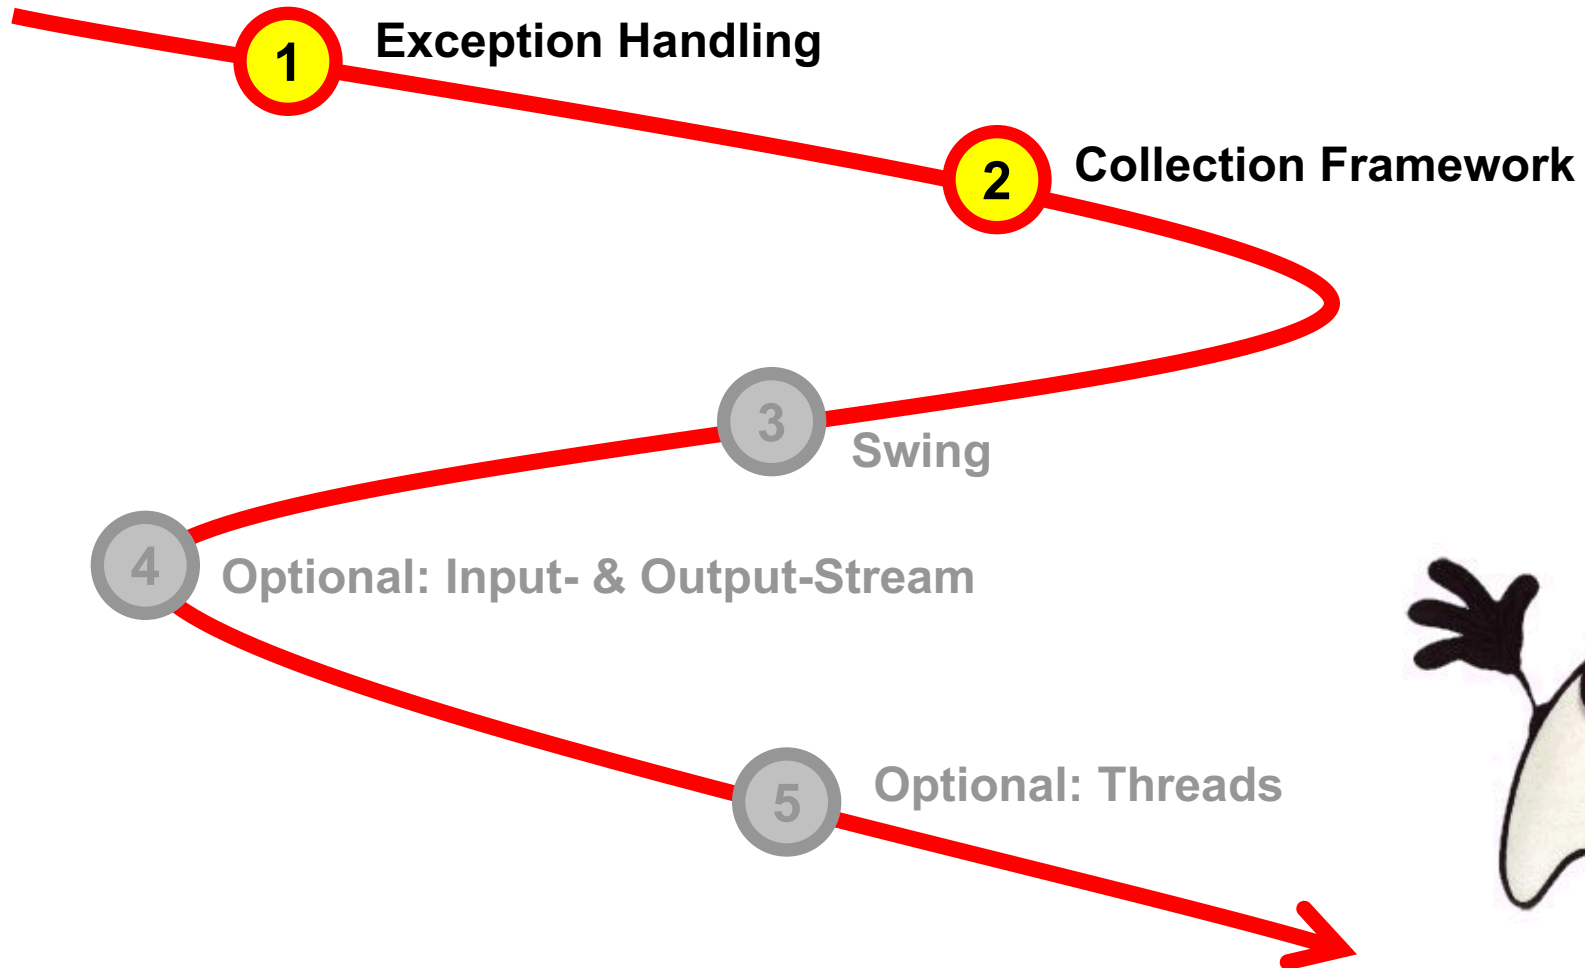 1 Exception Handling
2 Collection Framework
3 Swing
4 Optional: Input- & Output-Stream
5 Optional: Threads